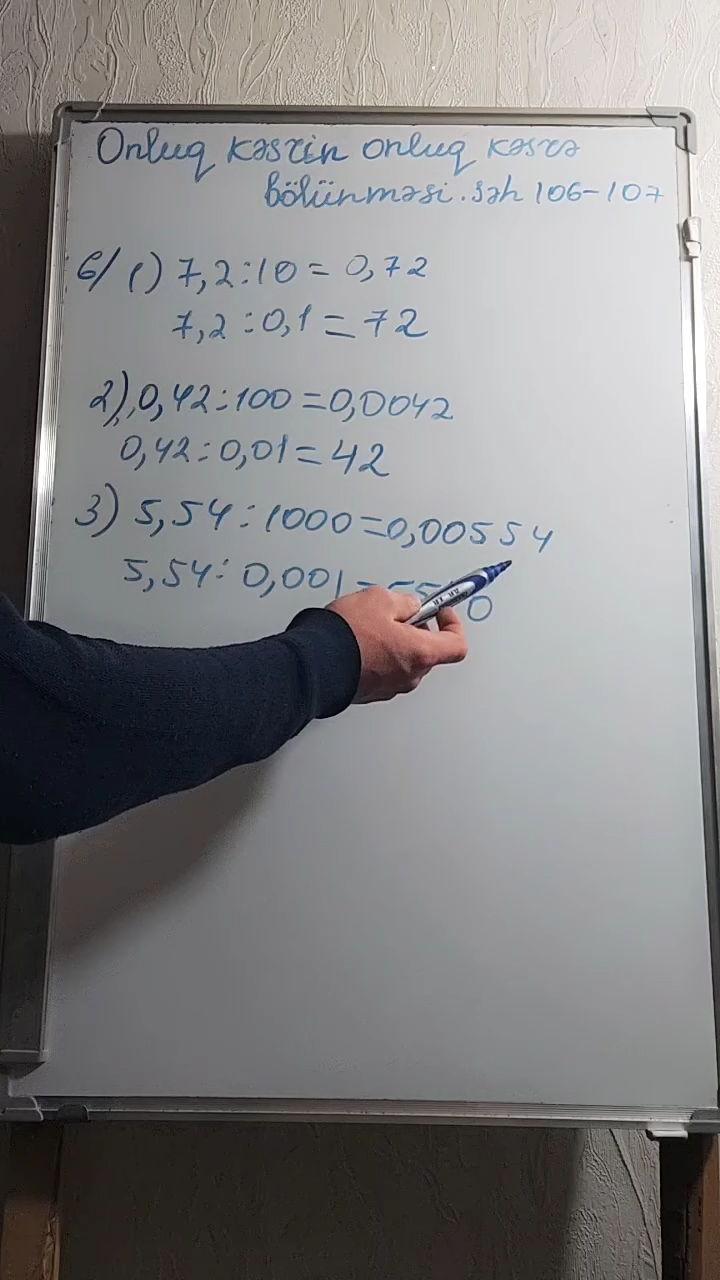 Onluq kəsrin onluq kəsrə
bölünməsi. səh 106-107
6/ 1) 7,2:10 = 0,72
7,2:0,1=72
2) 0,42:100=0,0042
0,42:0,01=42
3) 5,54:1000=0,00554
5,54:0,001=